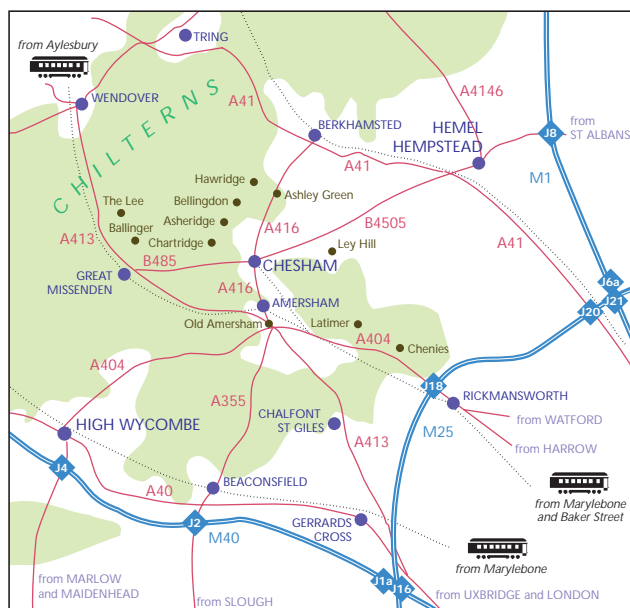 from Aylesbury
TRING
WENDOVER
CHILTERNS
A41
A4146
BERKHAMSTED
HEMEL
HEMPSTEAD
J8
from
ST ALBANS
M1
A41
Hawridge
Ashley Green
Bellingdon
The Lee
Asheridge
Ballinger
Chartridge
A416
B4505
Ley Hill
A41
A413
B485
CHESHAM
GREAT
MISSENDEN
A416
AMERSHAM
J6a
J21
J20
Old Amersham
Latimer
A404
Chenies
A404
J18
RICKMANSWORTH
A355
CHALFONT
ST GILES
from WATFORD
HIGH WYCOMBE
A413
M25
from HARROW
J4
BEACONSFIELD
A40
from Marylebone
and Baker Street
J2
M40
GERRARDS
CROSS
from Marylebone
from MARLOW
and MAIDENHEAD
J1a
J16
from SLOUGH
from UXBRIDGE and LONDON